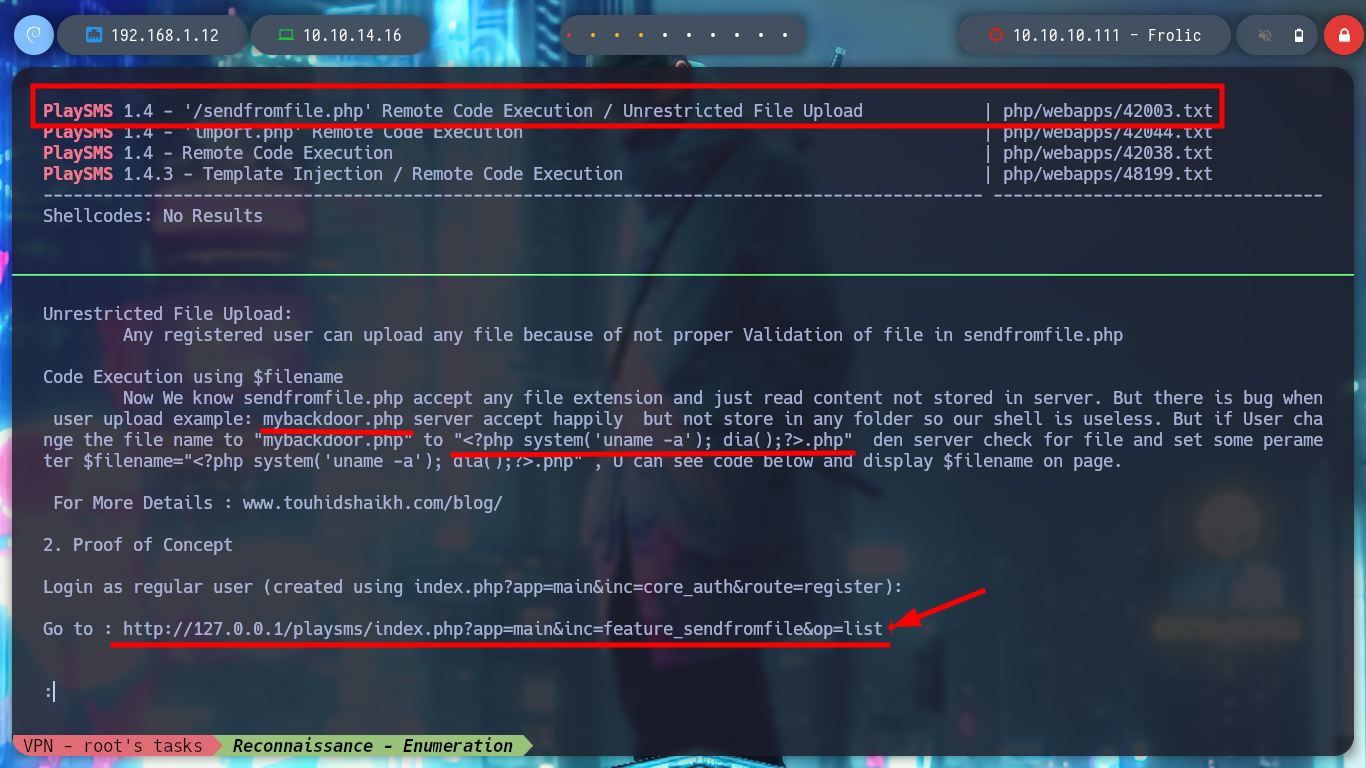 192.168.1.12 10.10.14.16 10.10.10.111 - Frolic
PlaySMS 1.4 - '/sendfromfile.php' Remote Code Execution / Unrestricted File Upload | php/webapps/42003.txt
PlaySMS 1.4 - 'import.php' Remote Code Execution | php/webapps/42044.txt
PlaySMS 1.4 - Remote Code Execution | php/webapps/42038.txt
PlaySMS 1.4.3 - Template Injection / Remote Code Execution | php/webapps/48199.txt
---------------------------------------------------------------------------------------------- ---------------------------------
Shellcodes: No Results
Unrestricted File Upload:
Any registered user can upload any file because of not proper Validation of file in sendfromfile.php
Code Execution using $filename
Now We know sendfromfile.php accept any file extension and just read content not stored in server. But there is bug when
user upload example: mybackdoor.php server accept happily but not store in any folder so our shell is useless. But if User cha
nge the file name to "mybackdoor.php" to "<?php system('uname -a'); dia();?>.php" den server check for file and set some perame
ter $filename="<?php system('uname -a'); dia();?>.php" , U can see code below and display $filename on page.
For More Details : www.touhidshaikh.com/blog/
2. Proof of Concept
Login as regular user (created using index.php?app=main&inc=core_auth&route=register):
Go to : http://127.0.0.1/playsms/index.php?app=main&inc=feature_sendfromfile&op=list
:
VPN - root's tasks Reconnaissance - Enumeration